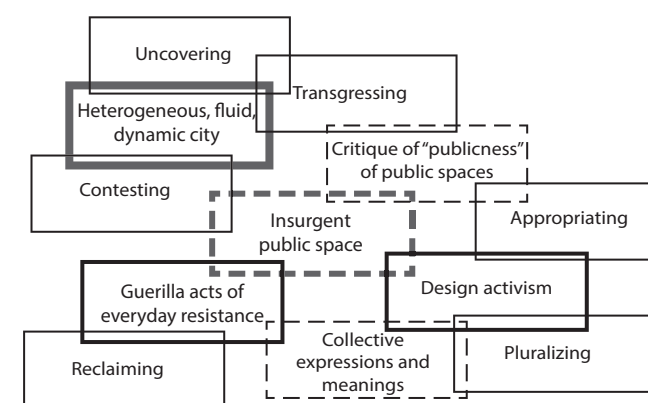 Uncovering
Transgressing
Heterogeneous, fluid,
dynamic city
Critique of "publicness"
of public spaces
Contesting
Appropriating
Insurgent
public space
Guerilla acts of
everyday resistance
Design activism
Collective
expressions and
meanings
Pluralizing
Reclaiming